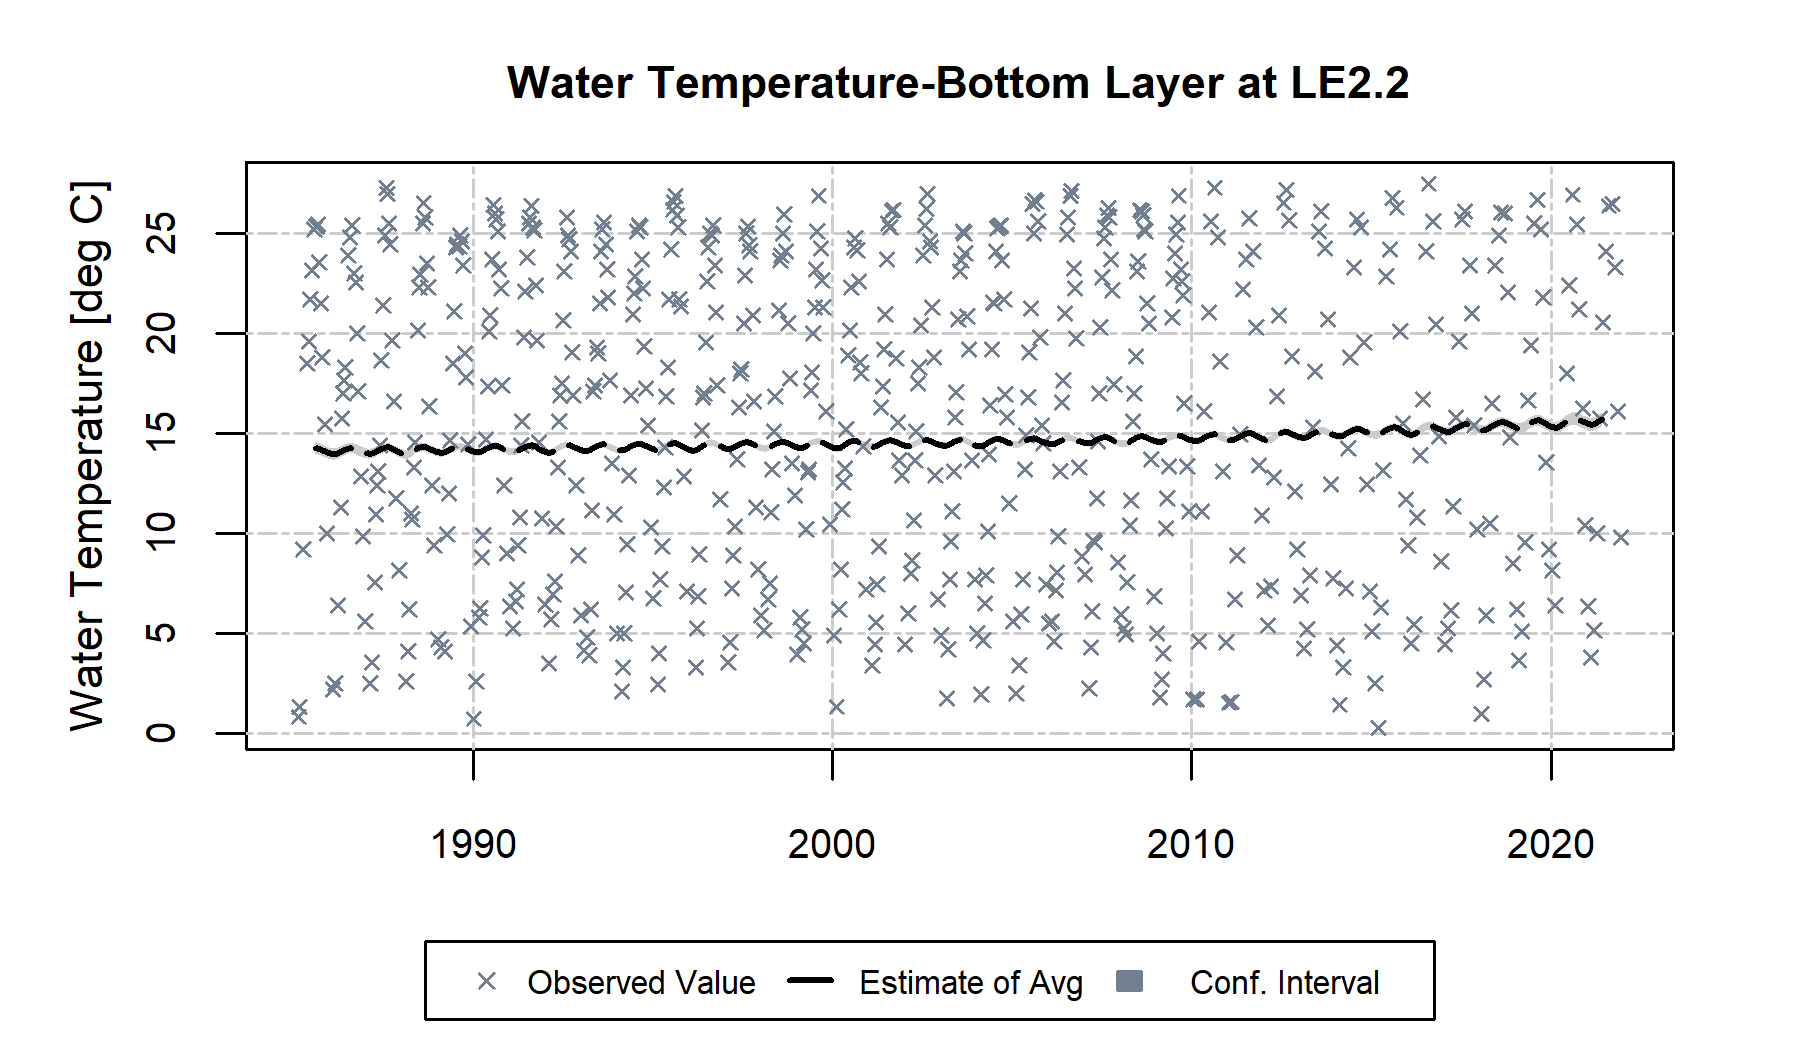 Water Temperature-Bottom Layer at LE2.2
Water Temperature [deg C]
25
20
15
10
5
0
1990 2000 2010 2020
Observed Value Estimate of Avg Conf. Interval